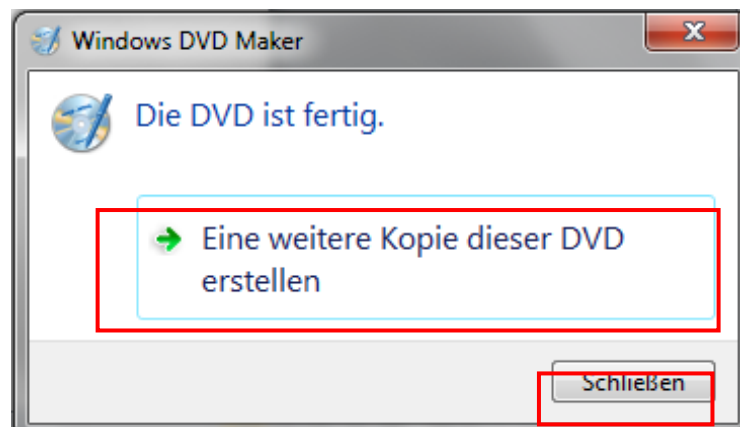 Windows DVD Maker
Die DVD ist fertig.
Eine weitere Kopie dieser DVD
erstellen
Schließen